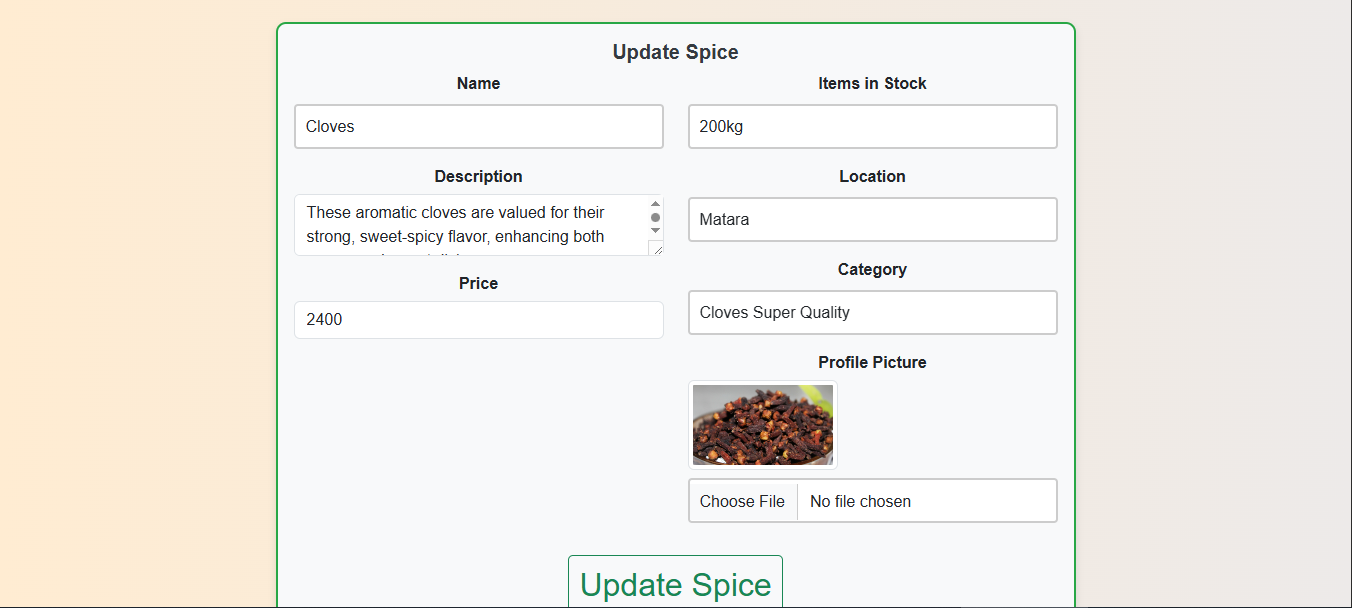 Update Spice
Name
Cloves
Description
These aromatic cloves are valued for their
strong, sweet-spicy flavor, enhancing both
Price
2400
Items in Stock
200kg
Location
Matara
Category
Cloves Super Quality
Profile Picture
Choose File
No file chosen
Update Spice